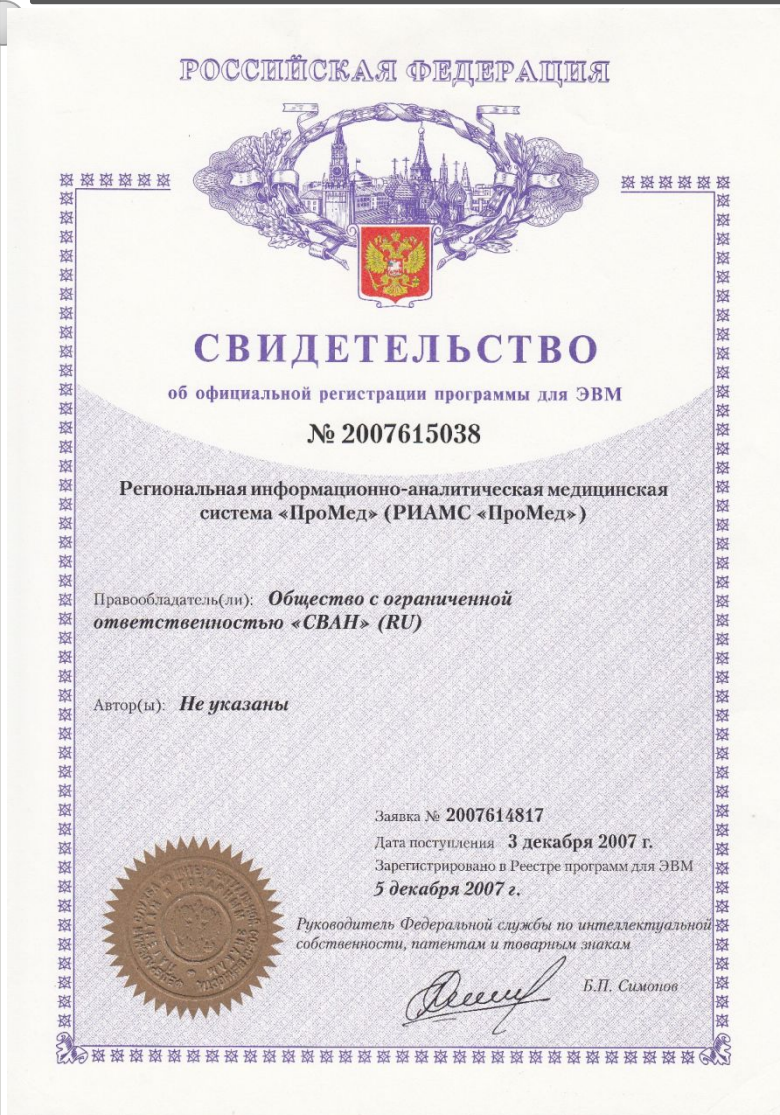 РОССИЙСКАЯ ФЕДЕРАЦИЯ
СВИДЕТЕЛЬСТВО
об официальной регистрации программы для ЭВМ
№ 2007615038
Региональная информационно-аналитическая медицинская
система «ПроМед» (РИАМС «ПроМед»)
Правообладатель(ли): Общество с ограниченной
ответственностью «СВАН» (RU)
Автор(ы): Не указаны
Заявка № 2007614817
Дата поступления 3 декабря 2007 г.
Зарегистрировано в Реестре программ для ЭВМ
5 декабря 2007 г.
Руководитель Федеральной службы по интеллектуальной
собственности, патентам и товарным знакам
Б.П. Симонов